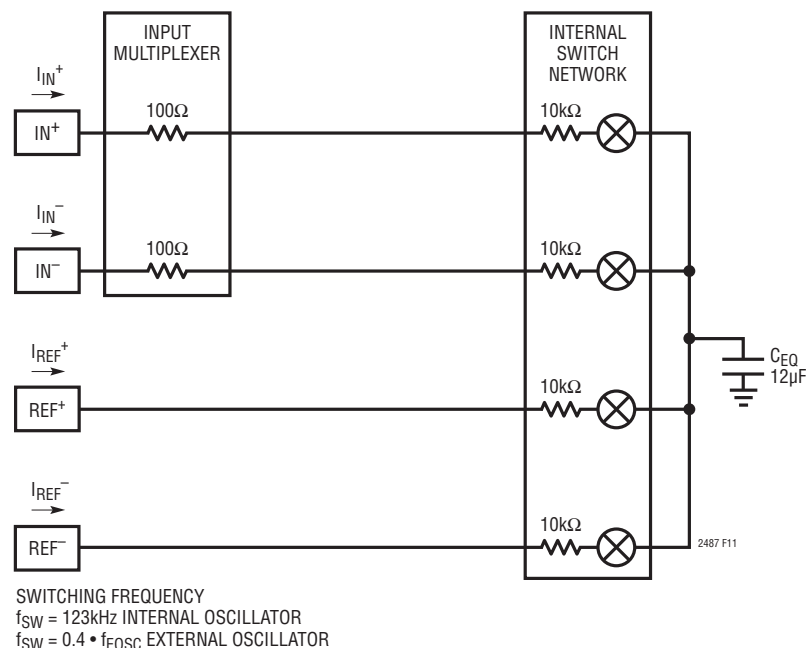 INPUT
MULTIPLEXER
INTERNAL
SWITCH
NETWORK
IIN+
100Ω
10kΩ
IN+
IIN–
100Ω
10kΩ
IN–
IREF+
10kΩ
REF+
CEQ
12µF
IREF–
10kΩ
REF–
2487 F11
SWITCHING FREQUENCY
fSW = 123kHz INTERNAL OSCILLATOR
fSW = 0.4 • fEOSC EXTERNAL OSCILLATOR